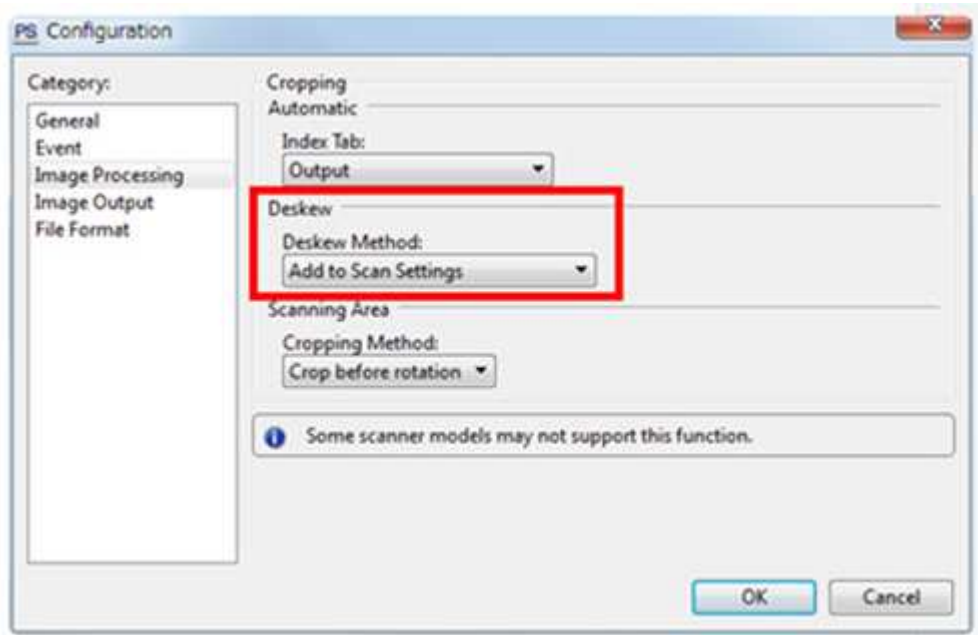 PS Configuration
Category:
General
Event
Image Processing
Image Output
File Format
Cropping
Automatic
Index Tab:
Output
Deskew
Deskew Method:
Add to Scan Settings
Scanning Area
Cropping Method:
Crop before rotation
Some scanner models may not support this function.
OK
Cancel